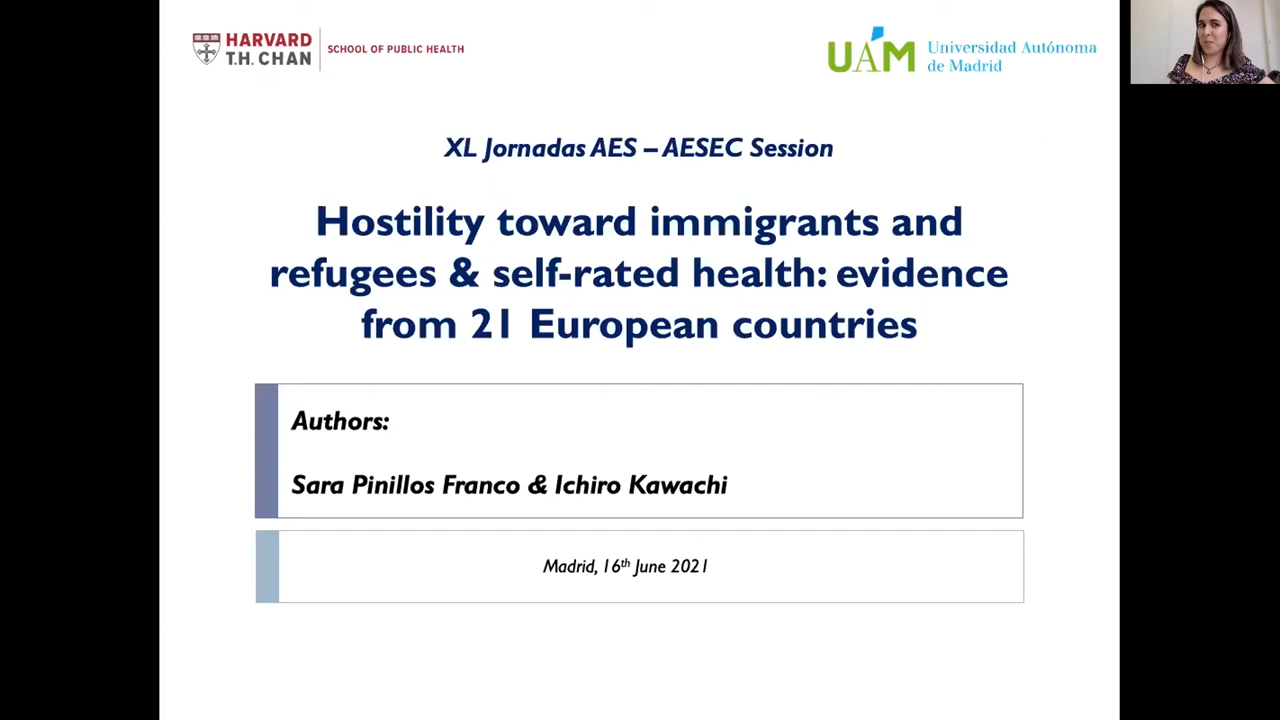 HARVARD
T.H. CHAN
SCHOOL OF PUBLIC HEALTH
UAM
Universidad Autónoma
de Madrid
XL Jornadas AES – AESEC Session
Hostility toward immigrants and
refugees & self-rated health: evidence
from 21 European countries
Authors:
Sara Pinillos Franco & Ichiro Kawachi
Madrid, 16th June 2021